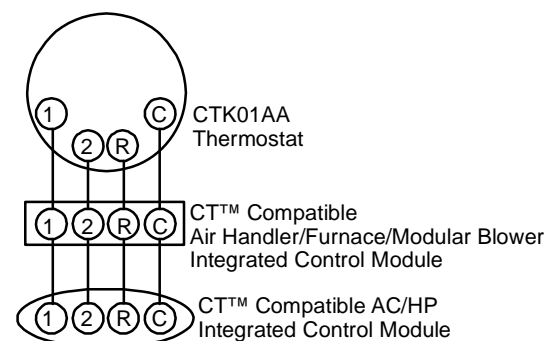 1 C
2 R
CTK01AA
Thermostat
1 2 R C
CT™ Compatible
Air Handler/Furnace/Modular Blower
Integrated Control Module
1 2 R C
CT™ Compatible AC/HP
Integrated Control Module